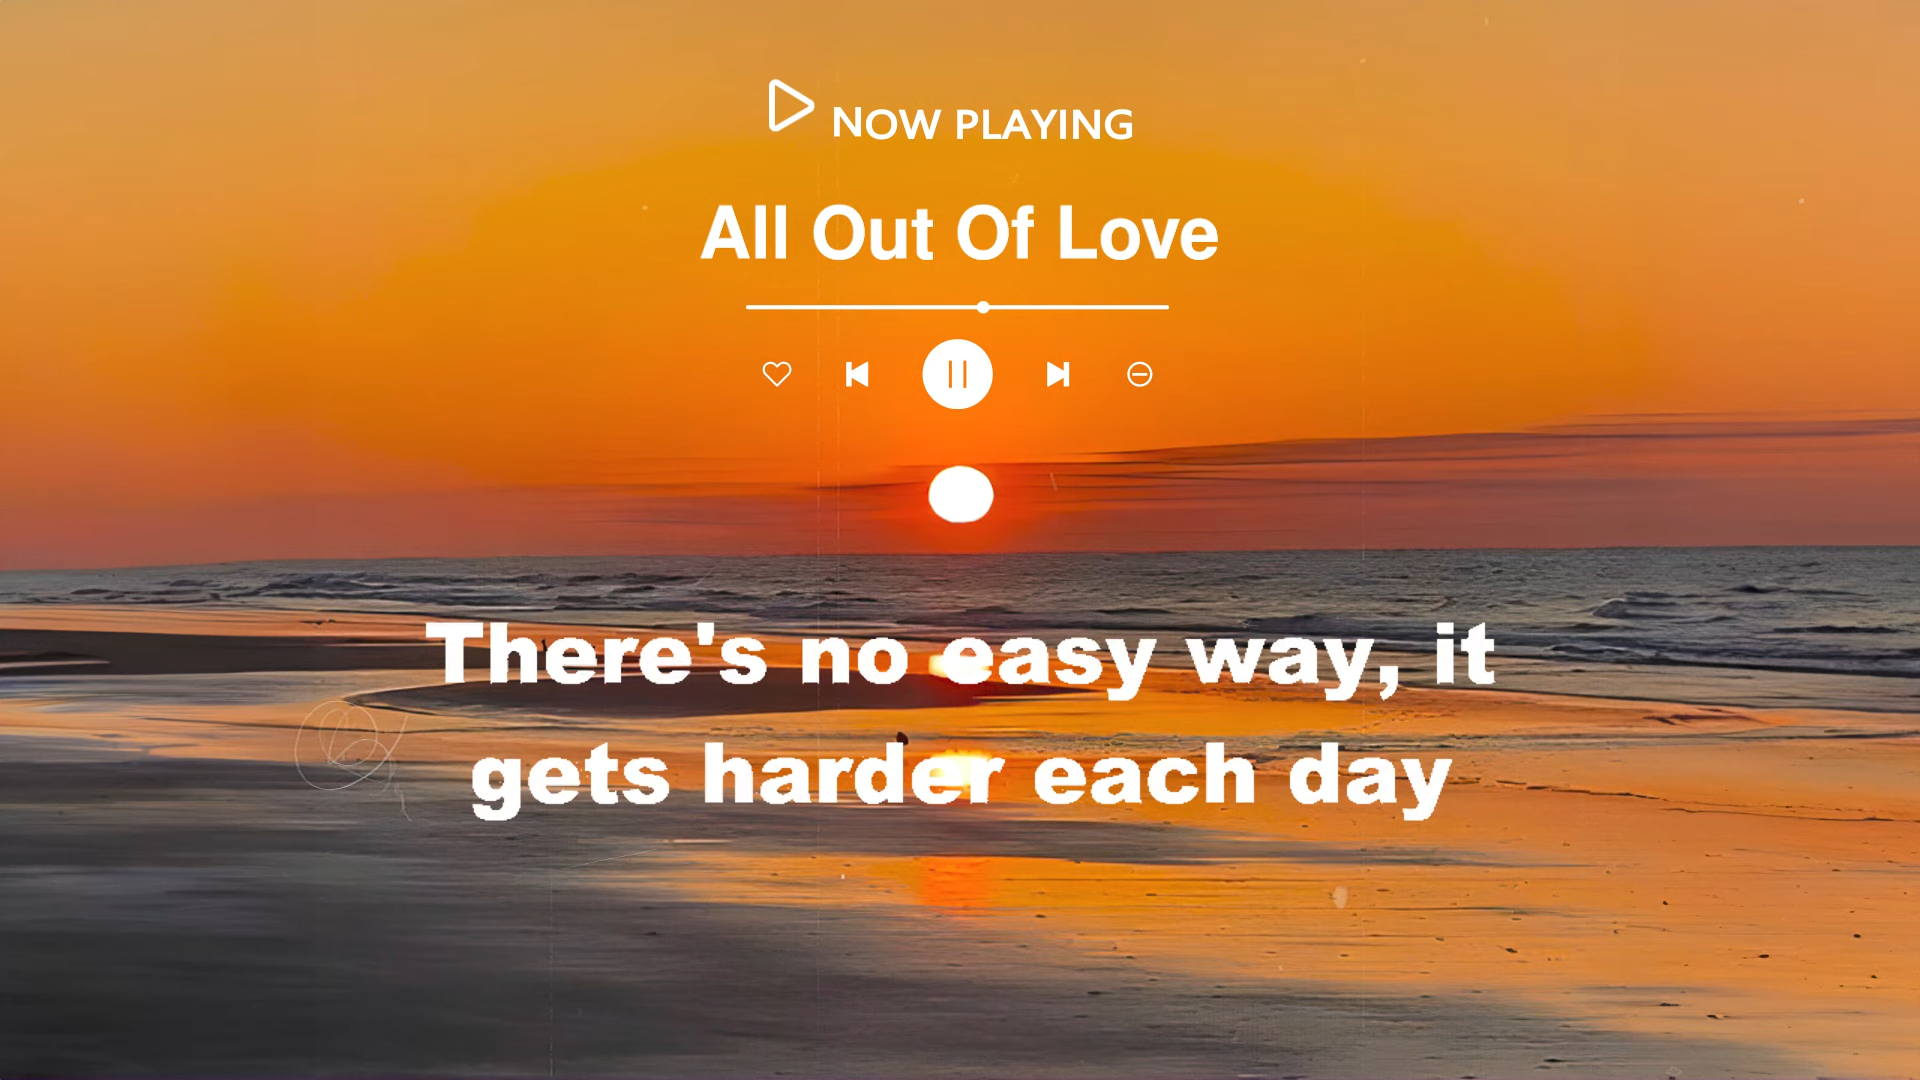 NOW PLAYING
All Out Of Love
There's no easy way, it
gets harder each day